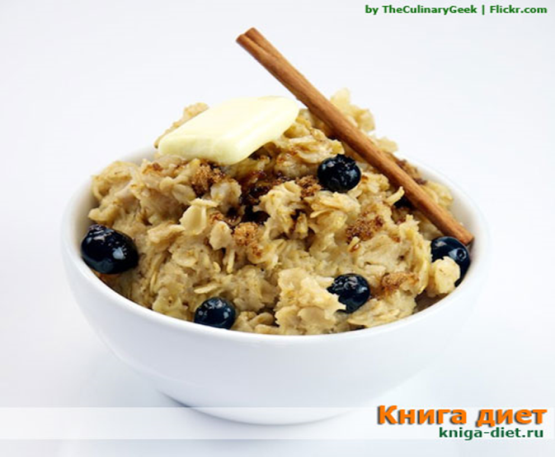 by TheCulinaryGeek | Flickr.com
Книга диет
kniga-diet.ru